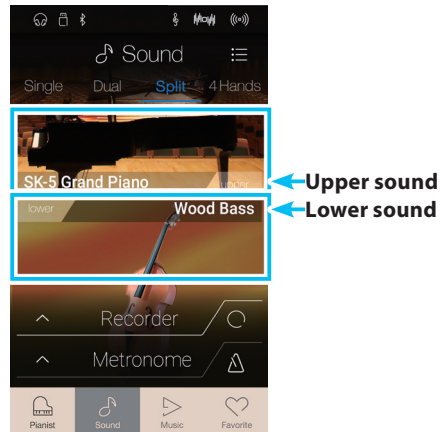 Sound
Single Dual Split 4 Hands
SK-5 Grand Piano upper
Upper sound
lower Wood Bass
Lower sound
Recorder
Metronome
Pianist Sound Music Favorite